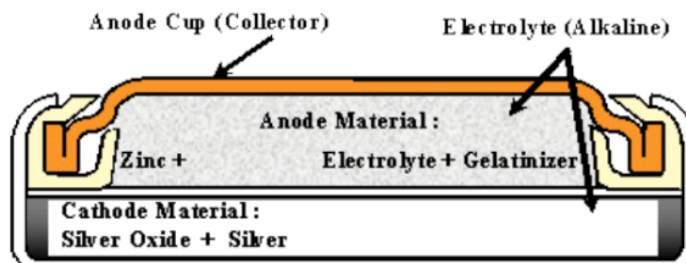 Anode Cup (Collector)
Electrolyte (Alkaline)
Anode Material :
Zinc + Electrolyte + Gelatinizer
Cathode Material :
Silver Oxide + Silver